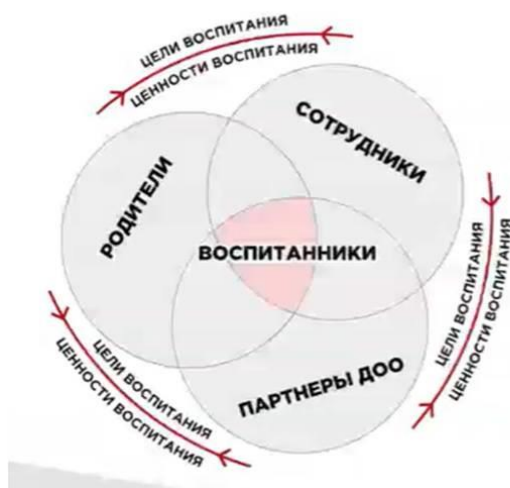 ЦЕЛИ ВОСПИТАНИЯ
ЦЕННОСТИ ВОСПИТАНИЯ
СОТРУДНИКИ
РОДИТЕЛИ
ВОСПИТАННИКИ
ЦЕЛИ ВОСПИТАНИЯ
ЦЕННОСТИ ВОСПИТАНИЯ
ЦЕЛИ ВОСПИТАНИЯ
ЦЕННОСТИ ВОСПИТАНИЯ
ПАРТНЕРЫ ДОО